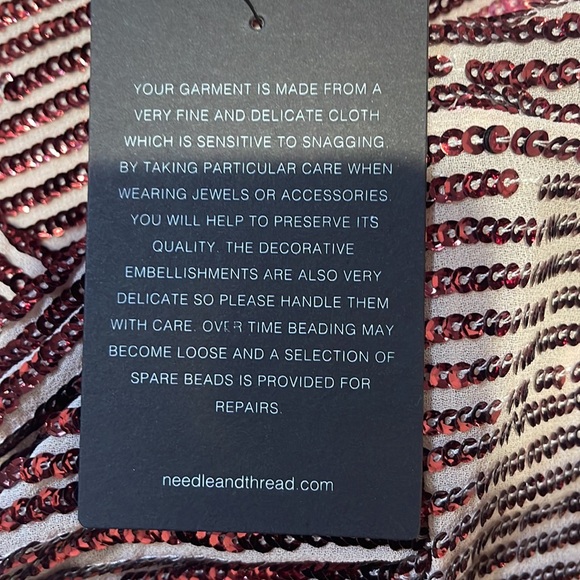 YOUR GARMENT IS MADE FROM A
VERY FINE AND DELICATE CLOTH
WHICH IS SENSITIVE TO SNAGGING.
BY TAKING PARTICULAR CARE WHEN
WEARING JEWELS OR ACCESSORIES.
YOU WILL HELP TO PRESERVE ITS
QUALITY. THE DECORATIVE
EMBELLISHMENTS ARE ALSO VERY
DELICATE SO PLEASE HANDLE THEM
WITH CARE. OVER TIME BEADING MAY
BECOME LOOSE AND A SELECTION OF
SPARE BEADS IS PROVIDED FOR
REPAIRS.
needleandthread.com